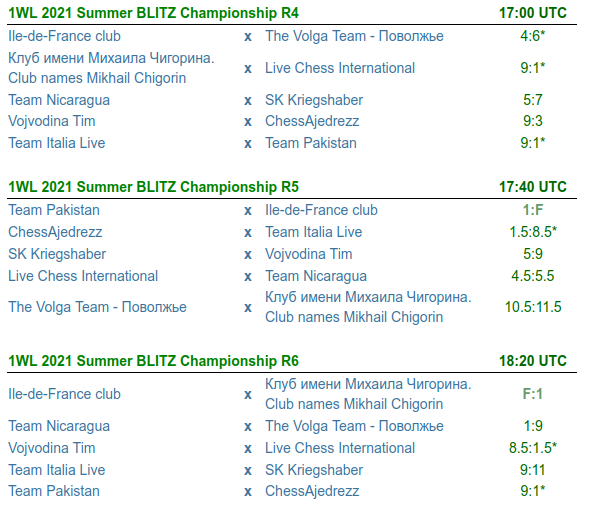 1WL 2021 Summer BLITZ Championship R4 17:00 UTC
Ile-de-France club x The Volga Team - Поволжье 4:6*
Клуб имени Михаила Чигорина.
Club names Mikhail Chigorin x Live Chess International 9:1*
Team Nicaragua x SK Kriegshaber 5:7
Vojvodina Tim x ChessAjedrezz 9:3
Team Italia Live x Team Pakistan 9:1*
1WL 2021 Summer BLITZ Championship R5 17:40 UTC
Team Pakistan x Ile-de-France club 1:F
ChessAjedrezz x Team Italia Live 1.5:8.5*
SK Kriegshaber x Vojvodina Tim 5:9
Live Chess International x Team Nicaragua 4.5:5.5
The Volga Team - Поволжье x Клуб имени Михаила Чигорина. 10.5:11.5
Club names Mikhail Chigorin
1WL 2021 Summer BLITZ Championship R6 18:20 UTC
Ile-de-France club x Клуб имени Михаила Чигорина. F:1
Club names Mikhail Chigorin
Team Nicaragua x The Volga Team - Поволжье 1:9
Vojvodina Tim x Live Chess International 8.5:1.5*
Team Italia Live x SK Kriegshaber 9:11
Team Pakistan x ChessAjedrezz 9:1*